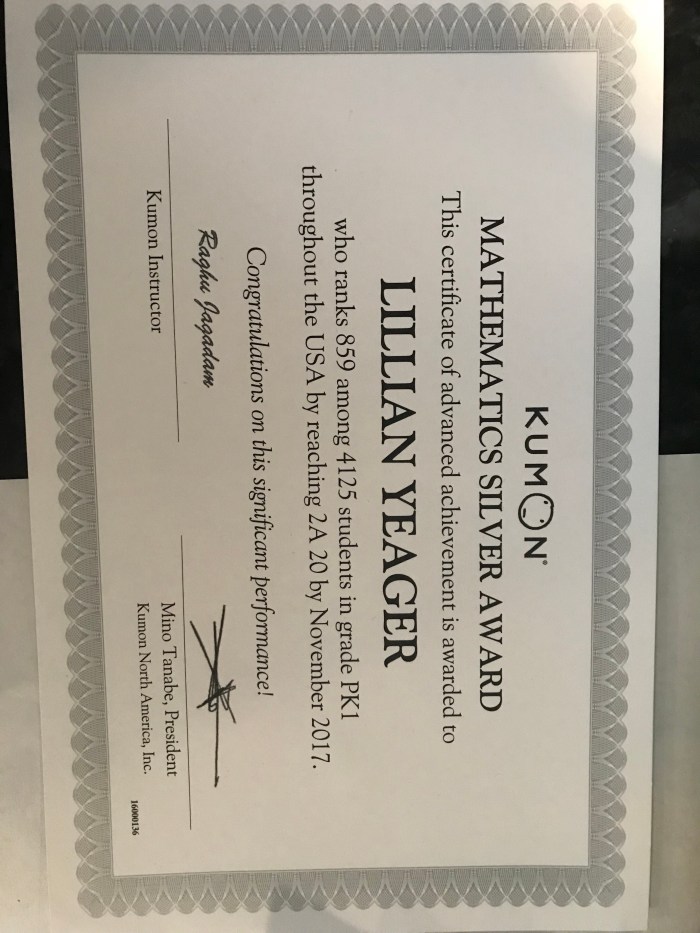 KUMON
MATHEMATICS SILVER AWARD
This certificate of advanced achievement is awarded to
LILLIAN YEAGER
who ranks 859 among 4125 students in grade PK1
throughout the USA by reaching 2A 20 by November 2017.
Congratulations on this significant performance!
Raghu Jagadam
Kumon Instructor
Mino Tanabe, President
Kumon North America, Inc.
16000136